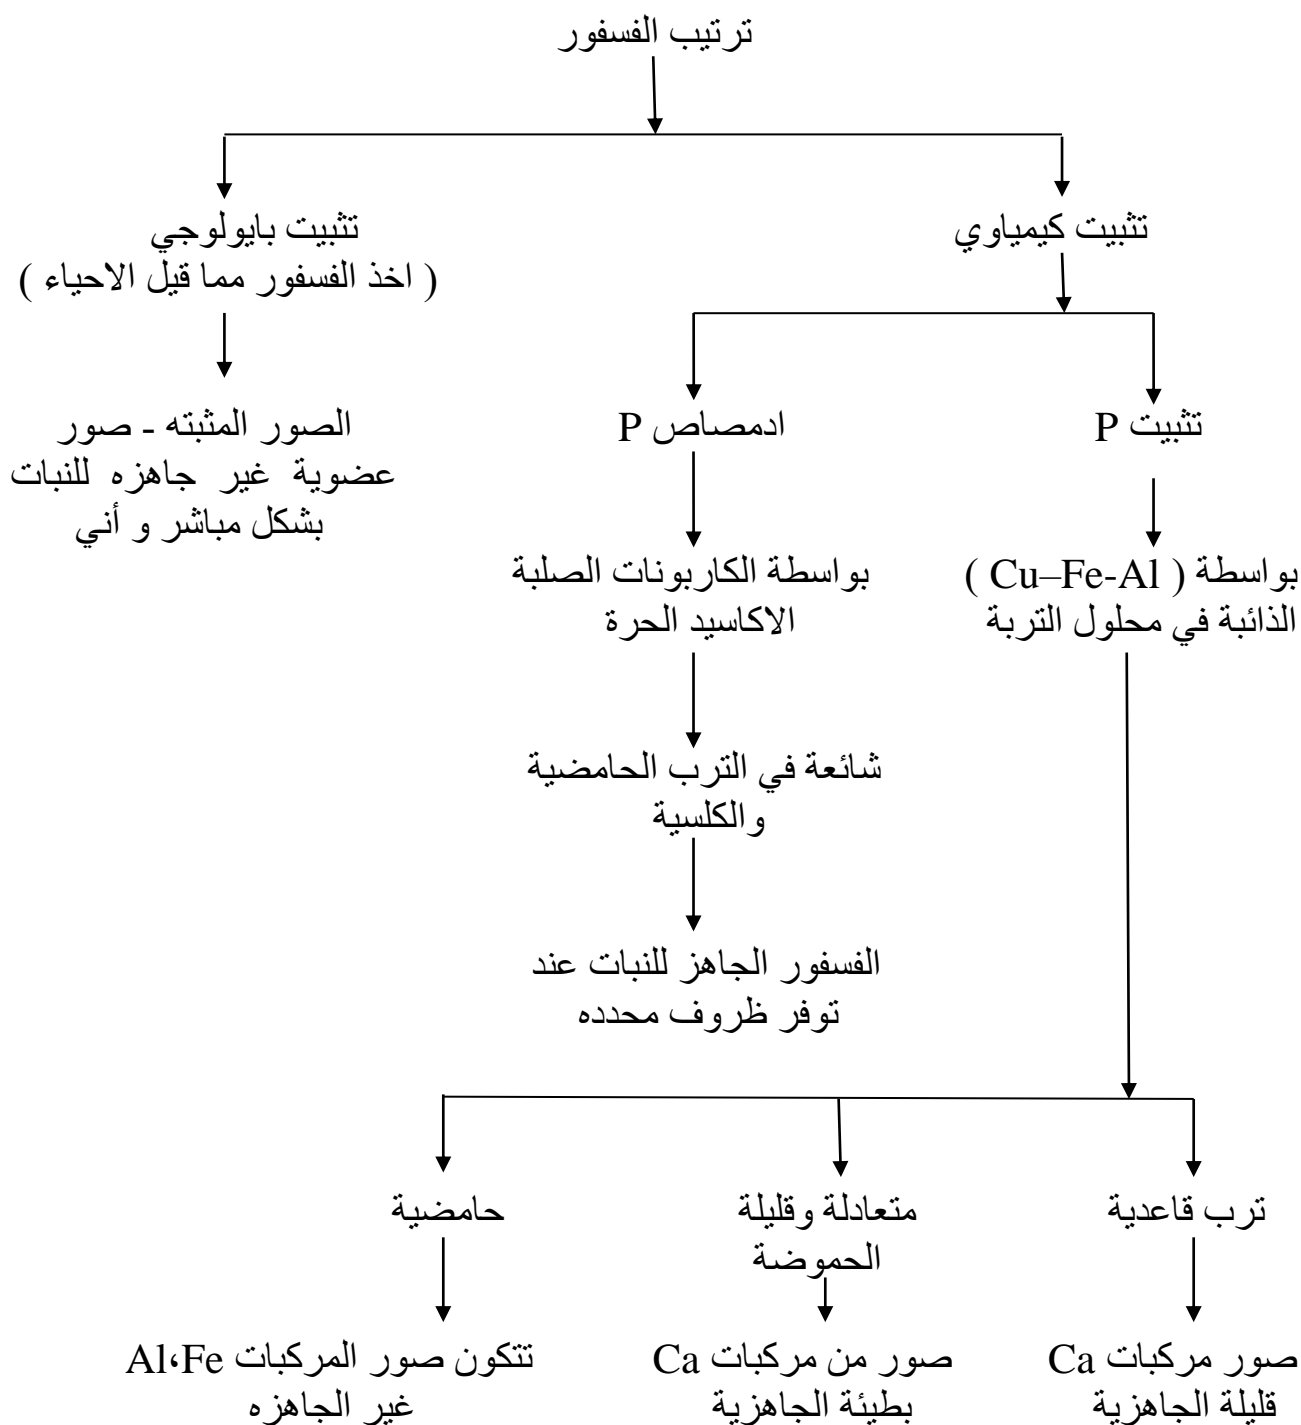 ترتيب الفسفور
تثبيت كيمياوي
تثبيت بايولوجي
( اخذ الفسفور مما قيل الاحياء )
تثبيت P
ادمصاص P
الصور المثبته - صور
عضوية غير جاهزه للنبات
بشكل مباشر و أني
بواسطة ( Cu–Fe-Al )
الذائبة في محلول التربة
بواسطة الكاربونات الصلبة
الاكاسيد الحرة
شائعة في الترب الحامضية
والكلسية
الفسفور الجاهز للنبات عند
توفر ظروف محدده
ترب قاعدية
متعادلة وقليلة
الحموضة
حامضية
صور مركبات Ca
قليلة الجاهزية
صور من مركبات Ca
بطيئة الجاهزية
تتكون صور المركبات Al،Fe
غير الجاهزه